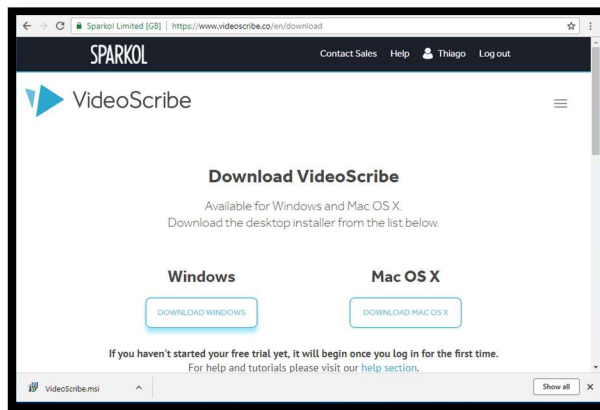 Sparkol Limited [GB] | https://www.videoscribe.co/en/download
SPARKOL Contact Sales Help Thiago Log out
VideoScribe
Download VideoScribe
Available for Windows and Mac OS X.
Download the desktop installer from the list below.
Windows Mac OS X
DOWNLOAD WINDOWS DOWNLOAD MAC OS X
If you haven't started your free trial yet, it will begin once you log in for the first time.
For help and tutorials please visit our help section.
VideoScribe.msi Show all